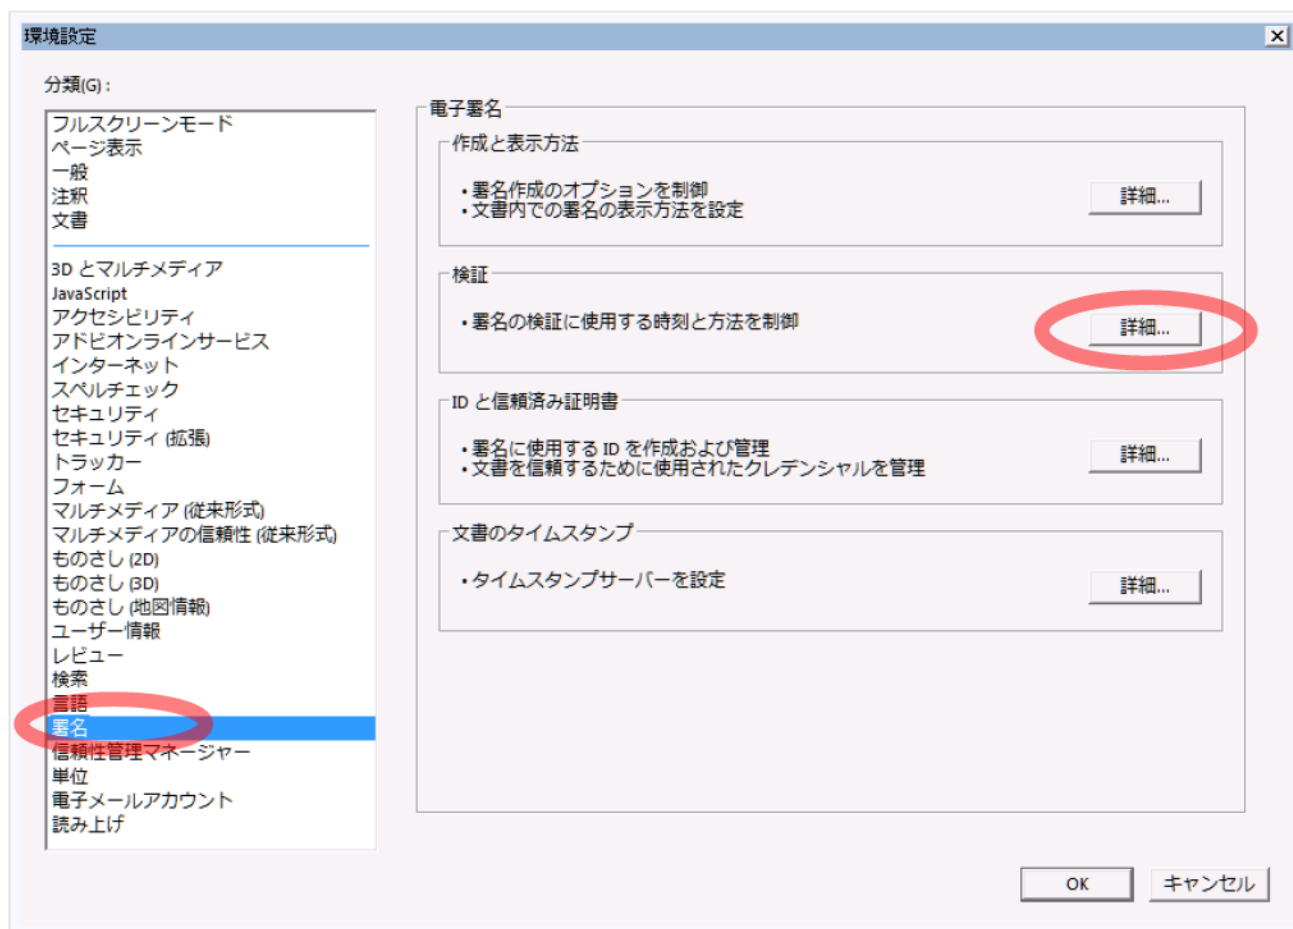 環境設定
分類(G) :
フルスクリーンモード
ページ表示
一般
注釈
文書
3D とマルチメディア
JavaScript
アクセシビリティ
アドビオンラインサービス
インターネット
スペルチェック
セキュリティ
セキュリティ (拡張)
トラッカー
フォーム
マルチメディア (従来形式)
マルチメディアの信頼性 (従来形式)
ものさし (2D)
ものさし (3D)
ものさし (地図情報)
ユーザー情報
レビュー
検索
言語
署名
信頼性管理マネージャー
単位
電子メールアカウント
読み上げ
電子署名
作成と表示方法
・署名作成のオプションを制御
・文書内での署名の表示方法を設定
詳細...
検証
・署名の検証に使用する時刻と方法を制御
詳細...
ID と信頼済み証明書
・署名に使用する ID を作成および管理
・文書を信頼するために使用されたクレデンシャルを管理
詳細...
文書のタイムスタンプ
・タイムスタンプサーバーを設定
詳細...
OK
キャンセル